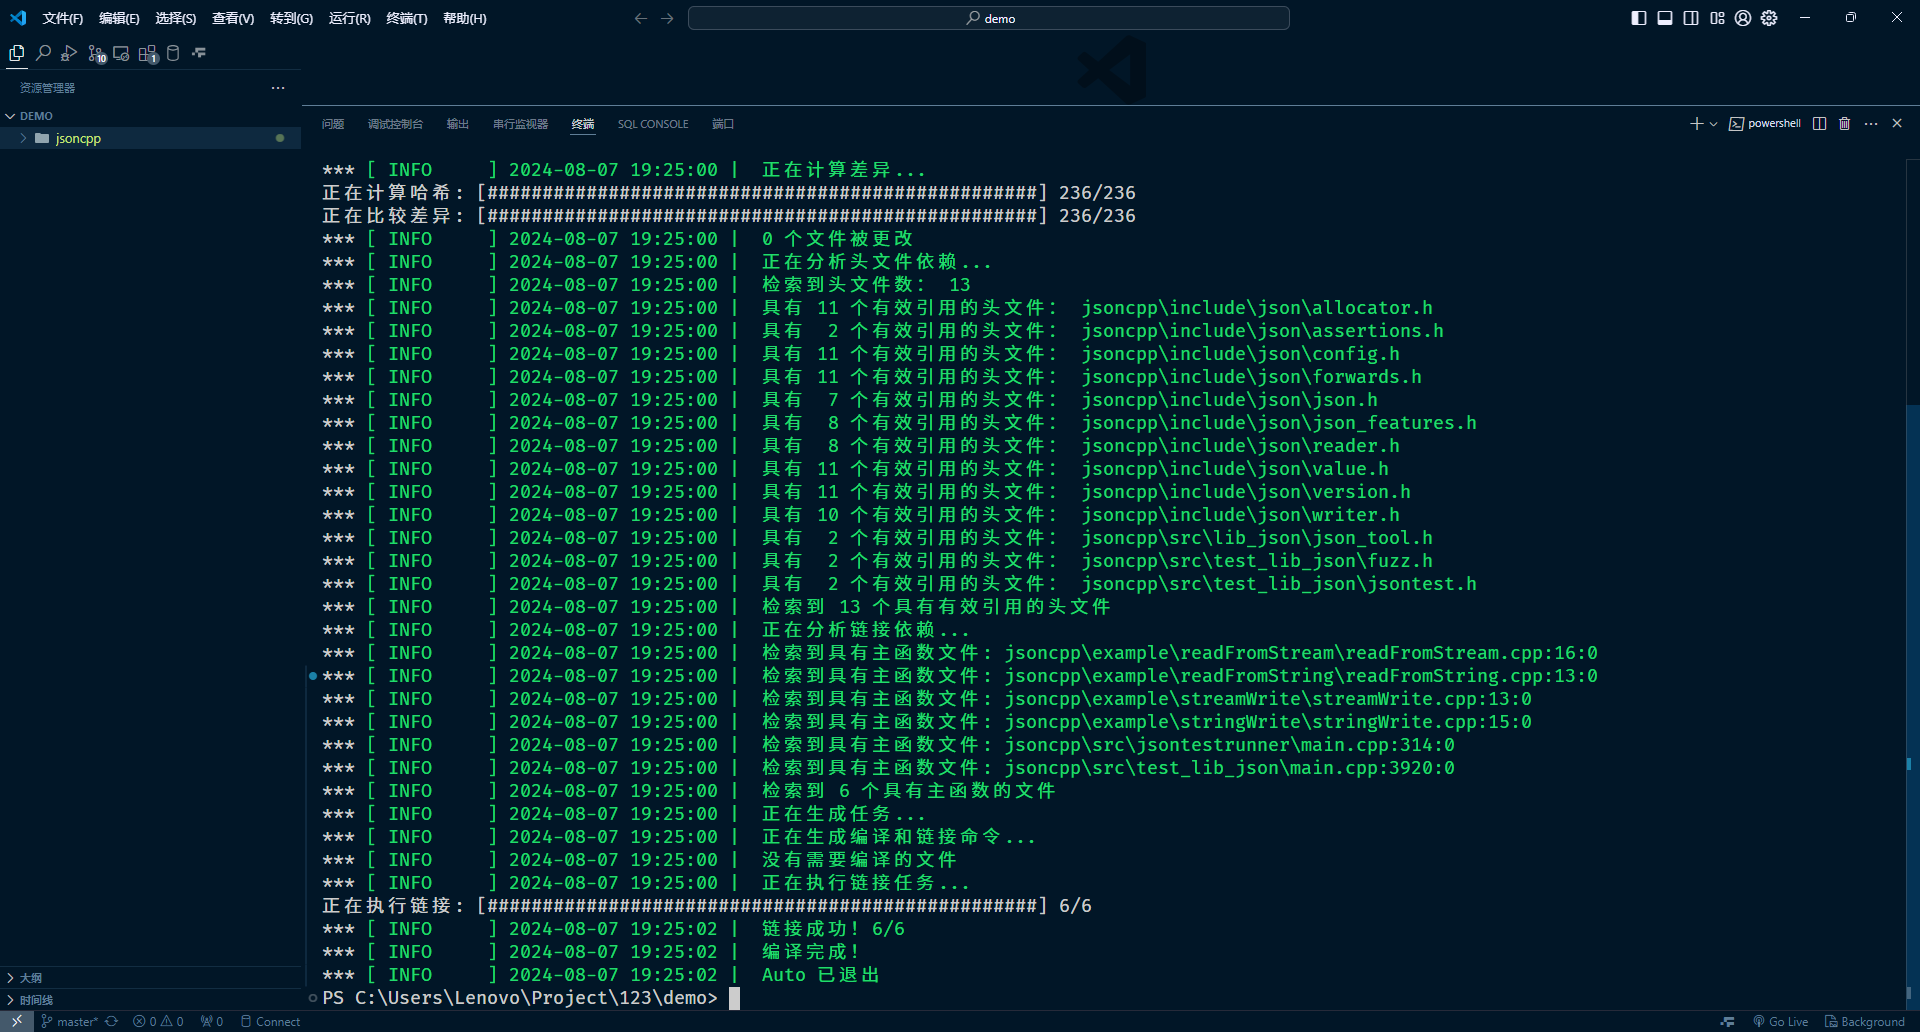 文件(F) 编辑(E) 选择(S) 查看(V) 转到(G) 运行(R) 终端(T) 帮助(H) demo
10 1
资源管理器
DEMO
jsoncpp
问题 调试控制台 输出 串行监视器 终端 SQL CONSOLE 端口 powershell
*** [ INFO     ] 2024-08-07 19:25:00 |  正在计算差异...
正在计算哈希: [##################################################] 236/236
正在比较差异: [##################################################] 236/236
*** [ INFO     ] 2024-08-07 19:25:00 |  0 个文件被更改
*** [ INFO     ] 2024-08-07 19:25:00 |  正在分析头文件依赖...
*** [ INFO     ] 2024-08-07 19:25:00 |  检索到头文件数:  13
*** [ INFO     ] 2024-08-07 19:25:00 |  具有 11 个有效引用的头文件:  jsoncpp\include\json\allocator.h
*** [ INFO     ] 2024-08-07 19:25:00 |  具有  2 个有效引用的头文件:  jsoncpp\include\json\assertions.h
*** [ INFO     ] 2024-08-07 19:25:00 |  具有 11 个有效引用的头文件:  jsoncpp\include\json\config.h
*** [ INFO     ] 2024-08-07 19:25:00 |  具有 11 个有效引用的头文件:  jsoncpp\include\json\forwards.h
*** [ INFO     ] 2024-08-07 19:25:00 |  具有  7 个有效引用的头文件:  jsoncpp\include\json\json.h
*** [ INFO     ] 2024-08-07 19:25:00 |  具有  8 个有效引用的头文件:  jsoncpp\include\json\json_features.h
*** [ INFO     ] 2024-08-07 19:25:00 |  具有  8 个有效引用的头文件:  jsoncpp\include\json\reader.h
*** [ INFO     ] 2024-08-07 19:25:00 |  具有 11 个有效引用的头文件:  jsoncpp\include\json\value.h
*** [ INFO     ] 2024-08-07 19:25:00 |  具有 11 个有效引用的头文件:  jsoncpp\include\json\version.h
*** [ INFO     ] 2024-08-07 19:25:00 |  具有 10 个有效引用的头文件:  jsoncpp\include\json\writer.h
*** [ INFO     ] 2024-08-07 19:25:00 |  具有  2 个有效引用的头文件:  jsoncpp\src\lib_json\json_tool.h
*** [ INFO     ] 2024-08-07 19:25:00 |  具有  2 个有效引用的头文件:  jsoncpp\src\test_lib_json\fuzz.h
*** [ INFO     ] 2024-08-07 19:25:00 |  具有  2 个有效引用的头文件:  jsoncpp\src\test_lib_json\jsontest.h
*** [ INFO     ] 2024-08-07 19:25:00 |  检索到 13 个具有有效引用的头文件
*** [ INFO     ] 2024-08-07 19:25:00 |  正在分析链接依赖...
*** [ INFO     ] 2024-08-07 19:25:00 |  检索到具有主函数文件: jsoncpp\example\readFromStream\readFromStream.cpp:16:0
*** [ INFO     ] 2024-08-07 19:25:00 |  检索到具有主函数文件: jsoncpp\example\readFromString\readFromString.cpp:13:0
*** [ INFO     ] 2024-08-07 19:25:00 |  检索到具有主函数文件: jsoncpp\example\streamWrite\streamWrite.cpp:13:0
*** [ INFO     ] 2024-08-07 19:25:00 |  检索到具有主函数文件: jsoncpp\example\stringWrite\stringWrite.cpp:15:0
*** [ INFO     ] 2024-08-07 19:25:00 |  检索到具有主函数文件: jsoncpp\src\jsontestrunner\main.cpp:314:0
*** [ INFO     ] 2024-08-07 19:25:00 |  检索到具有主函数文件: jsoncpp\src\test_lib_json\main.cpp:3920:0
*** [ INFO     ] 2024-08-07 19:25:00 |  检索到 6 个具有主函数的文件
*** [ INFO     ] 2024-08-07 19:25:00 |  正在生成任务...
*** [ INFO     ] 2024-08-07 19:25:00 |  正在生成编译和链接命令...
*** [ INFO     ] 2024-08-07 19:25:00 |  没有需要编译的文件
*** [ INFO     ] 2024-08-07 19:25:00 |  正在执行链接任务...
正在执行链接: [##################################################] 6/6
*** [ INFO     ] 2024-08-07 19:25:02 |  链接成功! 6/6
*** [ INFO     ] 2024-08-07 19:25:02 |  编译完成!
*** [ INFO     ] 2024-08-07 19:25:02 |  Auto 已退出
PS C:\Users\Lenovo\Project\123\demo>
大纲
时间线
master* 0 0 0 Connect Go Live Background